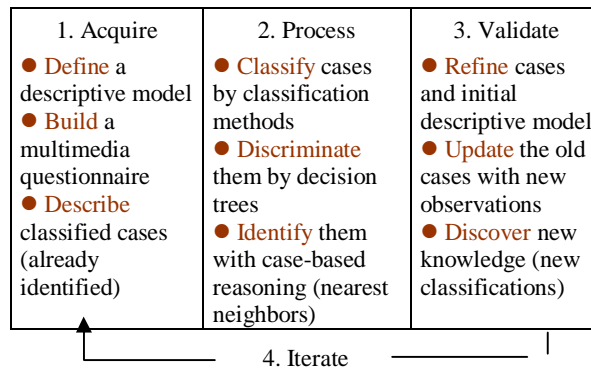 1. Acquire
● Define a
descriptive model
● Build a
multimedia
questionnaire
● Describe
classified cases
(already
identified)
2. Process
● Classify cases
by classification
methods
● Discriminate
them by decision
trees
● Identify them
with case-based
reasoning (nearest
neighbors)
3. Validate
● Refine cases
and initial
descriptive model
● Update the old
cases with new
observations
● Discover new
knowledge (new
classifications)
4. Iterate